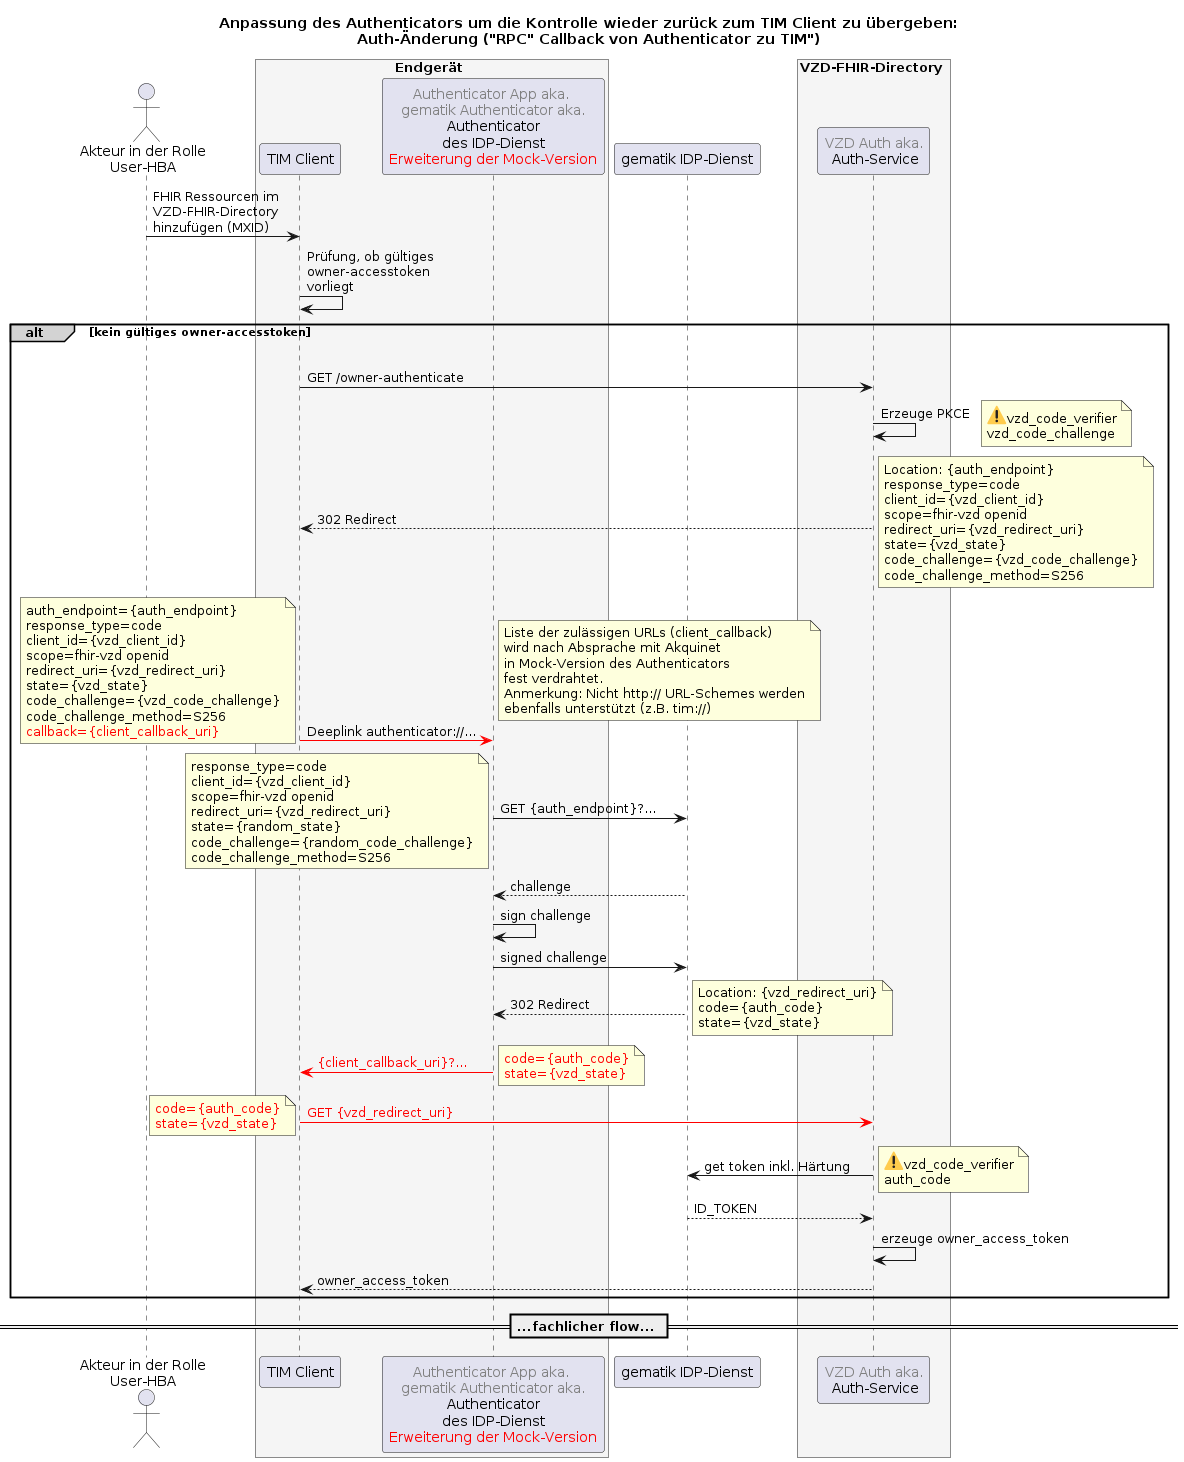 Anpassung des Authenticators um die Kontrolle wieder zurück zum TIM Client zu übergeben:
Auth-Änderung ("RPC" Callback von Authenticator zu TIM")
Endgerät
VZD-FHIR-Directory
Akteur in der Rolle
User-HBA
TIM Client
Authenticator App aka.
gematik Authenticator aka.
Authenticator
des IDP-Dienst
Erweiterung der Mock-Version
gematik IDP-Dienst
VZD Auth aka.
Auth-Service
FHIR Ressourcen im
VZD-FHIR-Directory
hinzufügen (MXID)
Prüfung, ob gültiges
owner-accesstoken
vorliegt
alt
[kein gültiges owner-accesstoken]
GET /owner-authenticate
Erzeuge PKCE
⚠vzd_code_verifier
vzd_code_challenge
302 Redirect
Location: {auth_endpoint}
response_type=code
client_id={vzd_client_id}
scope=fhir-vzd openid
redirect_uri={vzd_redirect_uri}
state={vzd_state}
code_challenge={vzd_code_challenge}
code_challenge_method=S256
auth_endpoint={auth_endpoint}
response_type=code
client_id={vzd_client_id}
scope=fhir-vzd openid
redirect_uri={vzd_redirect_uri}
state={vzd_state}
code_challenge={vzd_code_challenge}
code_challenge_method=S256
callback={client_callback_uri}
Deeplink authenticator://...
Liste der zulässigen URLs (client_callback)
wird nach Absprache mit Akquinet
in Mock-Version des Authenticators
fest verdrahtet.
Anmerkung: Nicht http:// URL-Schemes werden
ebenfalls unterstützt (z.B. tim://)
response_type=code
client_id={vzd_client_id}
scope=fhir-vzd openid
redirect_uri={vzd_redirect_uri}
state={random_state}
code_challenge={random_code_challenge}
code_challenge_method=S256
GET {auth_endpoint}?...
challenge
sign challenge
signed challenge
302 Redirect
Location: {vzd_redirect_uri}
code={auth_code}
state={vzd_state}
{client_callback_uri}?...
code={auth_code}
state={vzd_state}
code={auth_code}
state={vzd_state}
GET {vzd_redirect_uri}
get token inkl. Härtung
⚠vzd_code_verifier
auth_code
ID_TOKEN
erzeuge owner_access_token
owner_access_token
...fachlicher flow...
Akteur in der Rolle
User-HBA
TIM Client
Authenticator App aka.
gematik Authenticator aka.
Authenticator
des IDP-Dienst
Erweiterung der Mock-Version
gematik IDP-Dienst
VZD Auth aka.
Auth-Service